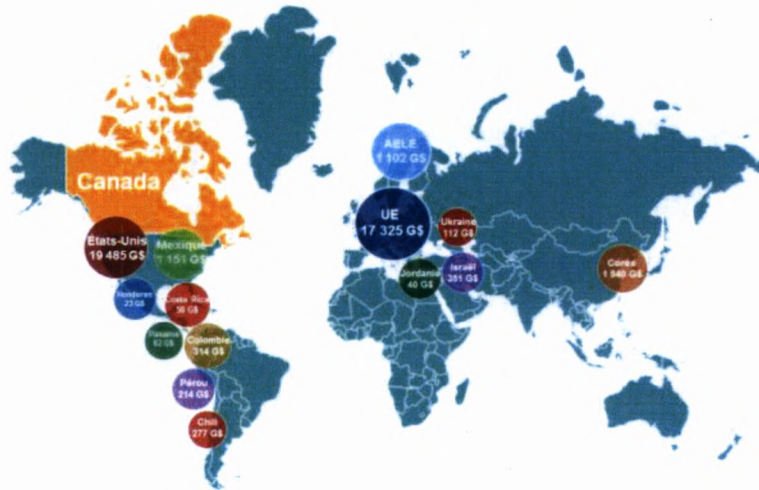 Canada
AELE
1 102 G$
UE
17 325 G$
Ukraine
112 G$
États-Unis
19 485 G$
Mexique
1 151 G$
Jordanie
40 G$
Israël
351 G$
Corée
1 540 G$
Honduras
23 G$
Costa Rica
58 G$
Panama
62 G$
Colombie
314 G$
Pérou
214 G$
Chili
277 G$